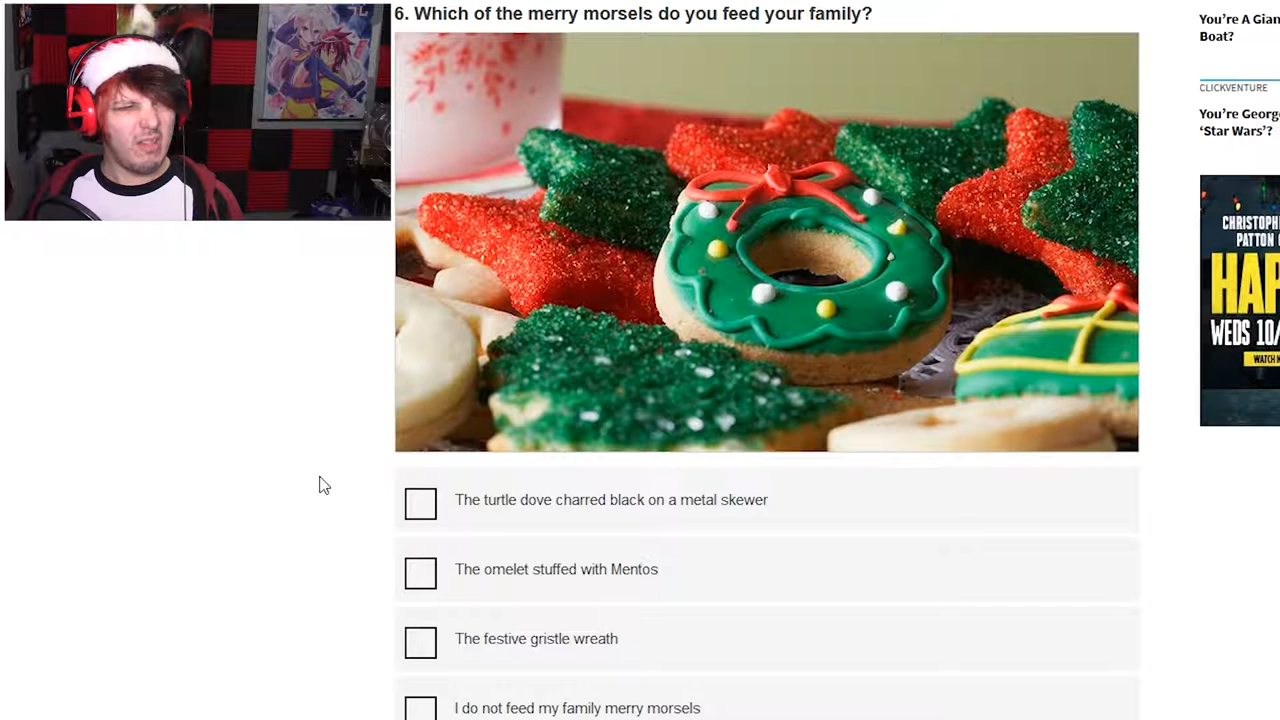 6. Which of the merry morsels do you feed your family?
The turtle dove charred black on a metal skewer
The omelet stuffed with Mentos
The festive gristle wreath
I do not feed my family merry morsels
You're A Gian
Boat?
CLICKVENTURE
You're George
'Star Wars'?
CHRISTOPH
PATTON
HAP
WEDS 10/
WATCH